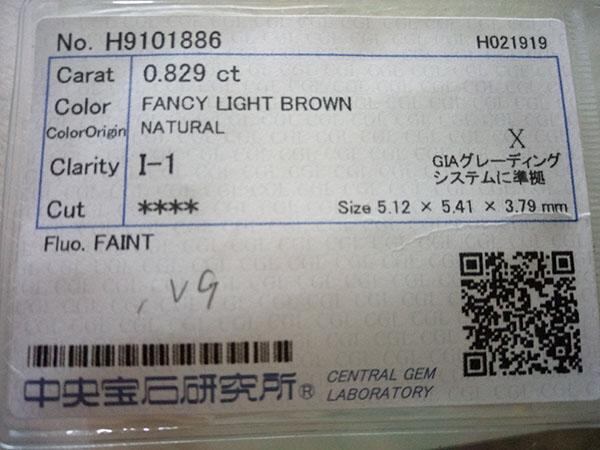 No. H9101886 H021919
Carat 0.829 ct
Color FANCY LIGHT BROWN
ColorOrigin NATURAL
X
Clarity I-1 GIAグレーディング
システムに準拠
Cut **** Size 5.12 × 5.41 × 3.79 mm
Fluo. FAINT
, VG
中央宝石研究所® CENTRAL GEM
LABORATORY